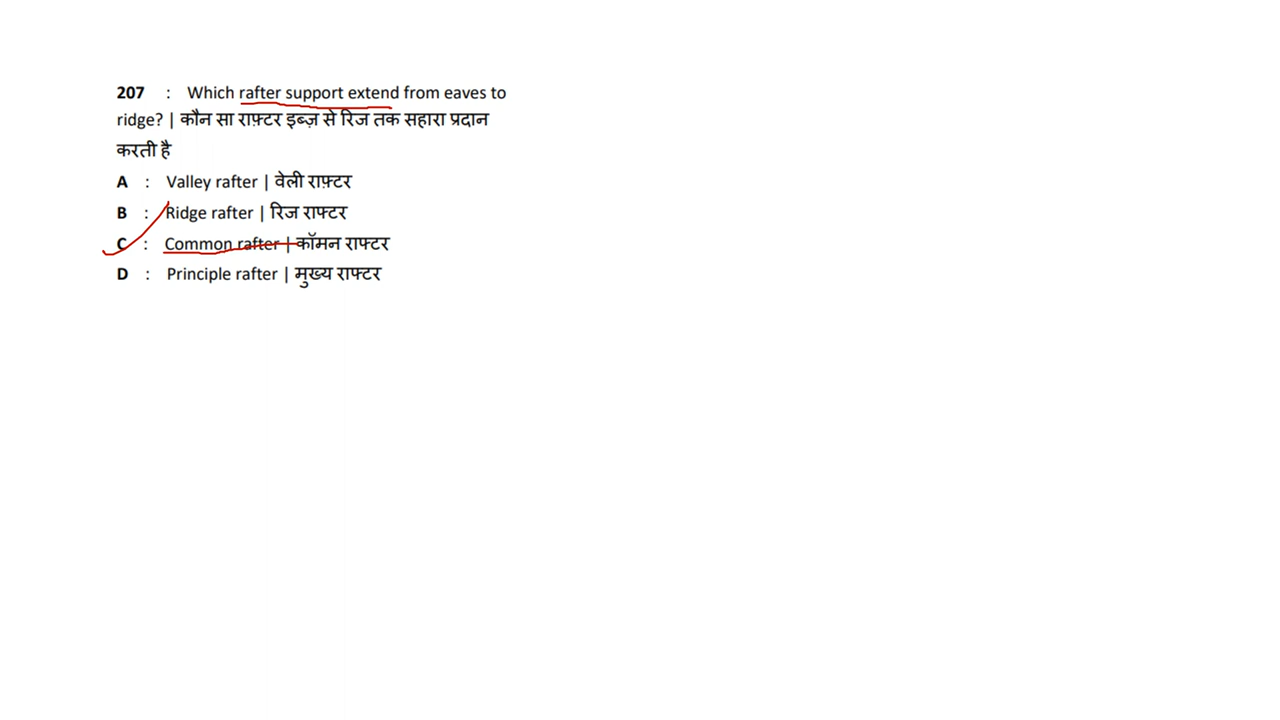 207 : Which rafter support extend from eaves to
ridge? | कौन सा राफ़्टर इब्ज़ से रिज तक सहारा प्रदान
करती है
A : Valley rafter | वेली राफ़्टर
B : Ridge rafter | रिज राफ्टर
C : Common rafter | कॉमन राफ्टर
D : Principle rafter | मुख्य राफ्टर